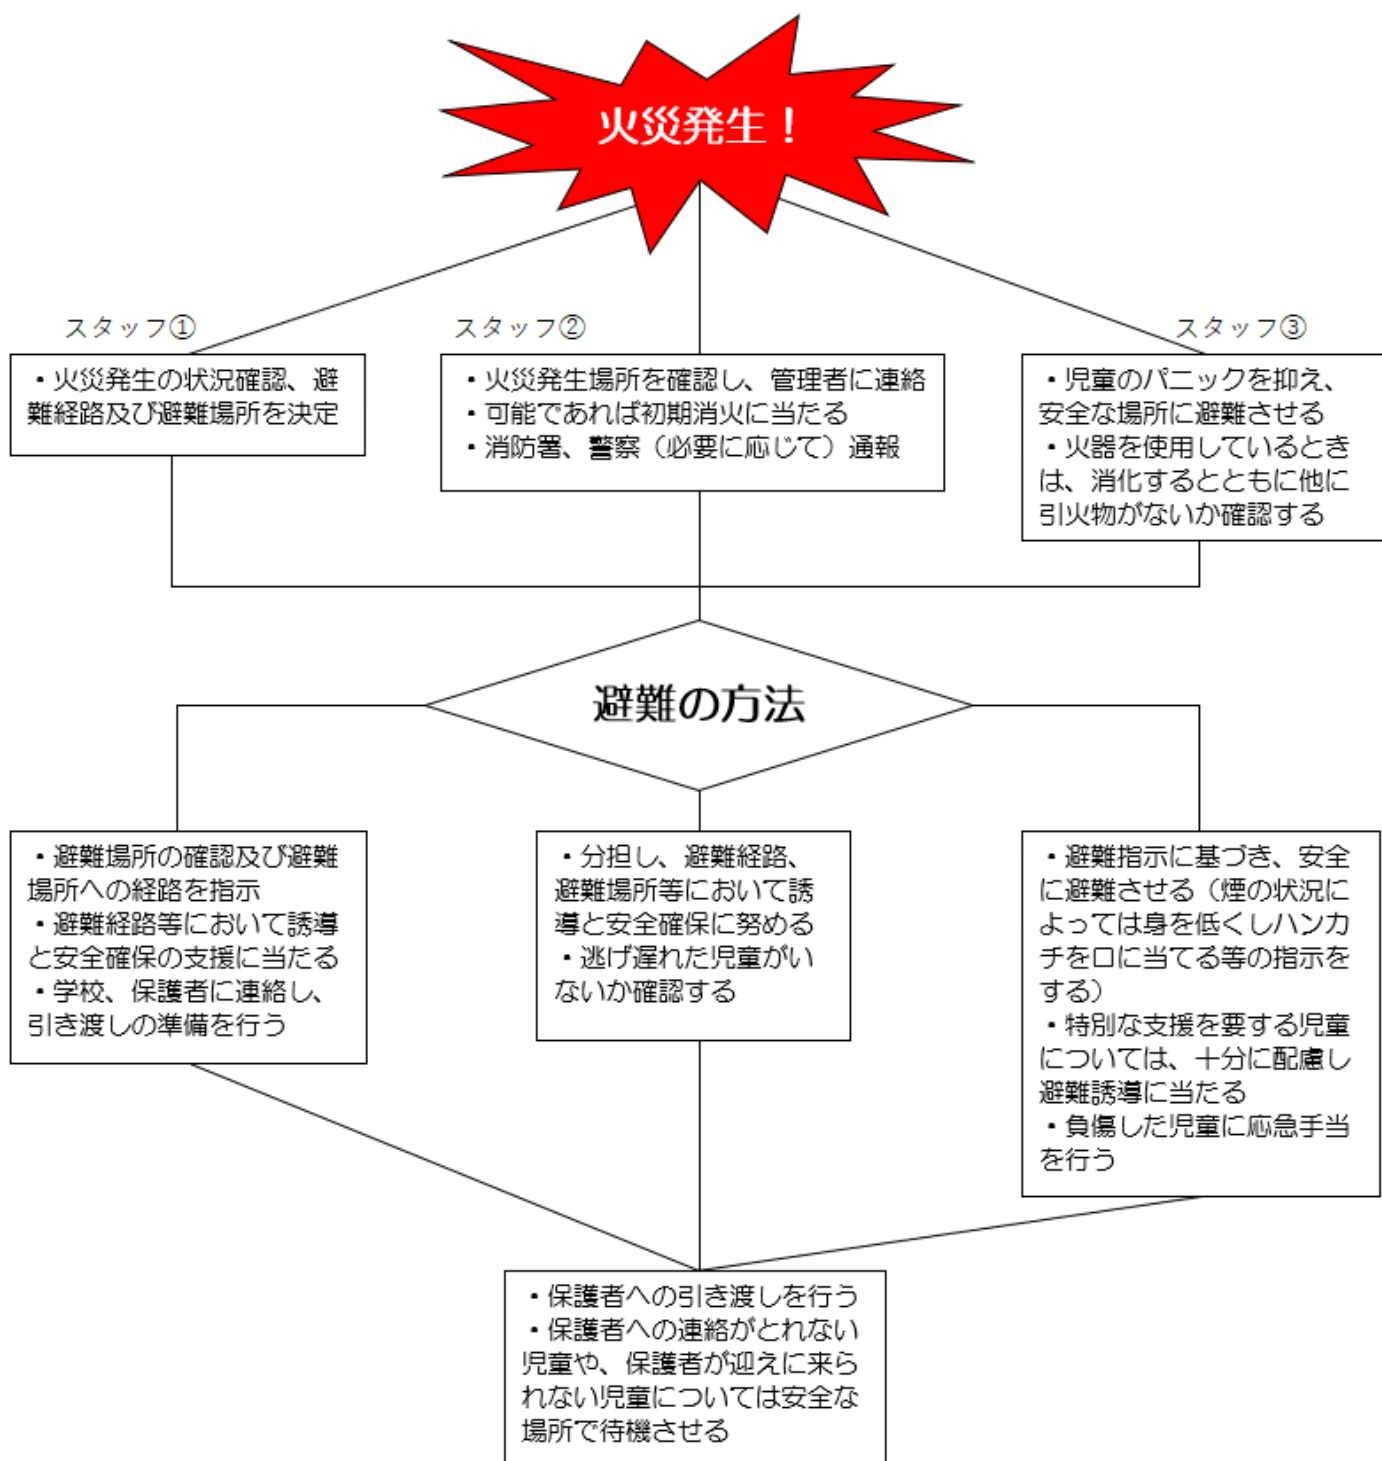 火災発生！
スタッフ①
・火災発生の状況確認、避
難経路及び避難場所を決定
スタッフ②
・火災発生場所を確認し、管理者に連絡
・可能であれば初期消火に当たる
・消防署、警察（必要に応じて）通報
スタッフ③
・児童のパニックを抑え、
安全な場所に避難させる
・火器を使用しているとき
は、消化するとともに他に
引火物がないか確認する
避難の方法
・避難場所の確認及び避難
場所への経路を指示
・避難経路等において誘導
と安全確保の支援に当たる
・学校、保護者に連絡し、
引き渡しの準備を行う
・分担し、避難経路、
避難場所等において誘
導と安全確保に努める
・逃げ遅れた児童がい
ないか確認する
・避難指示に基づき、安全
に避難させる（煙の状況に
よっては身を低くしハンカ
チを口に当てる等の指示を
する）
・特別な支援を要する児童
については、十分に配慮し
避難誘導に当たる
・負傷した児童に応急手当
を行う
・保護者への引き渡しを行う
・保護者への連絡がとれない
児童や、保護者が迎えに来ら
れない児童については安全な
場所で待機させる